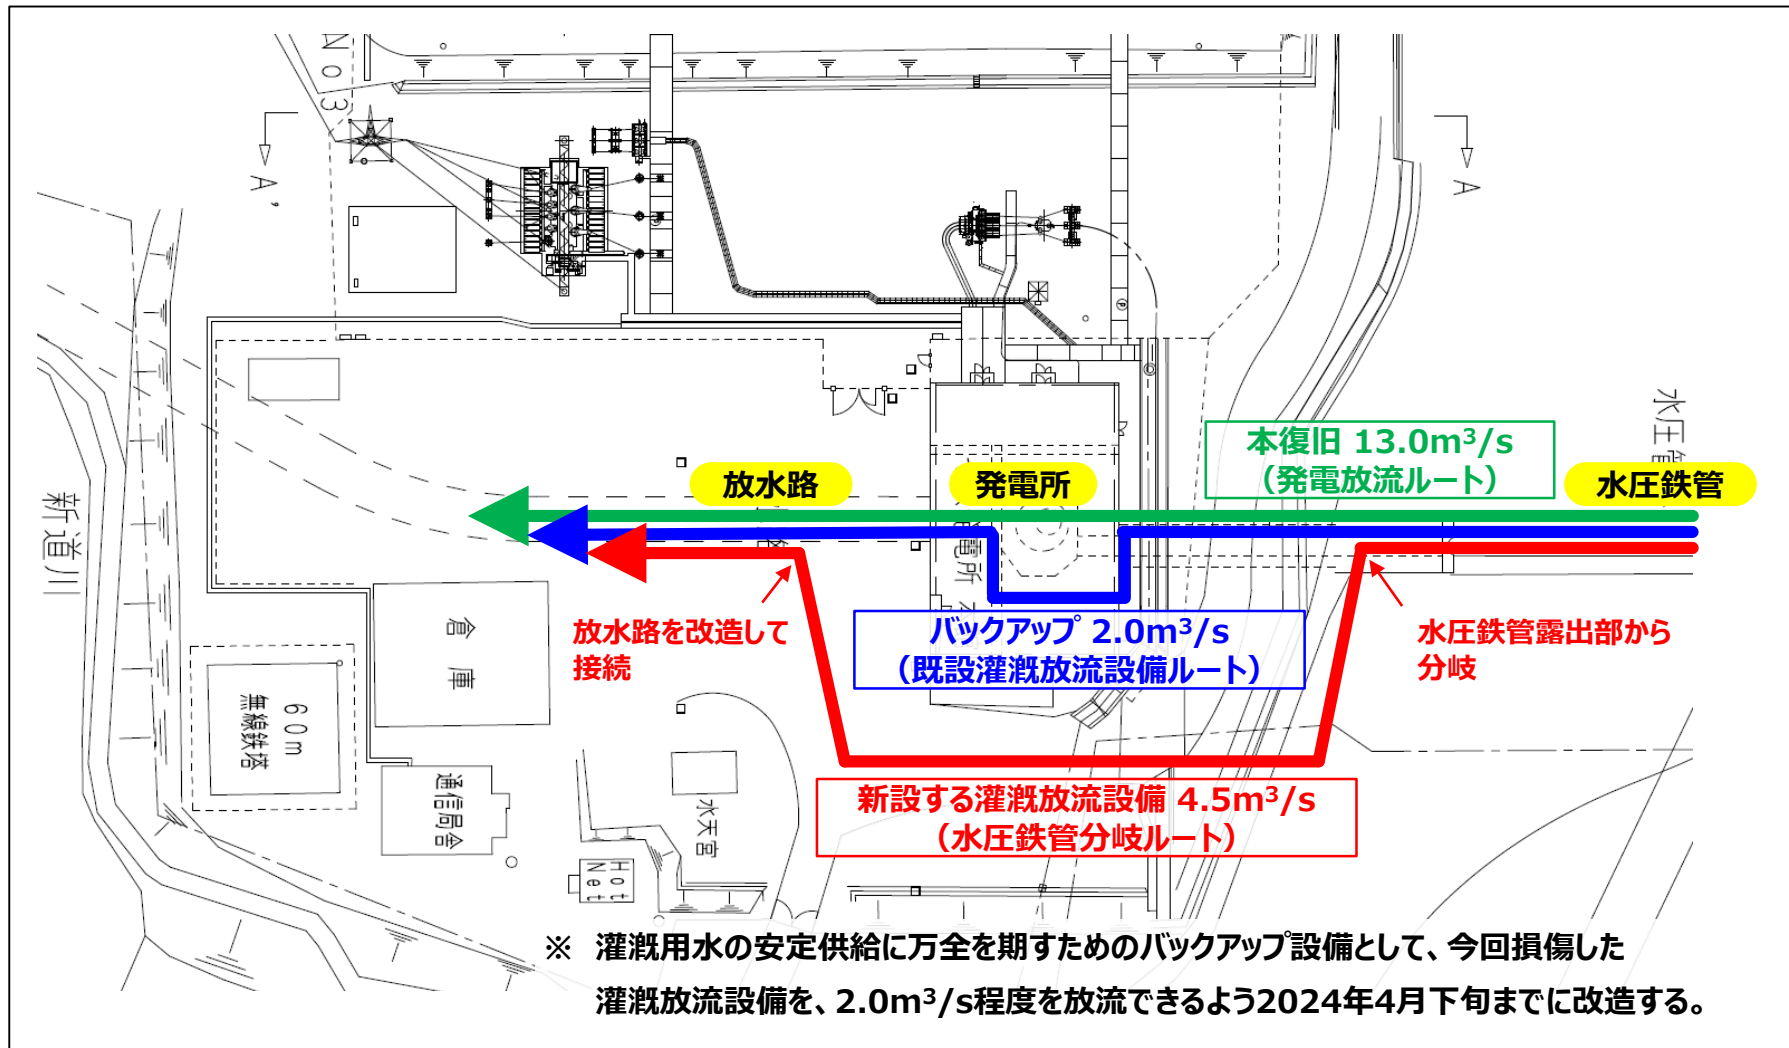 No3
A'
A
水圧管
本復旧 13.0m³/s
（発電放流ルート）
放水路
発電所
水圧鉄管
新道川
電所
放水路を改造して
接続
バックアップ 2.0m³/s
（既設灌漑放流設備ルート）
水圧鉄管露出部から
分岐
倉庫
60m
無線鉄塔
通信局舎
水天宮
Hot
Net
新設する灌漑放流設備 4.5m³/s
（水圧鉄管分岐ルート）
※ 灌漑用水の安定供給に万全を期すためのバックアップ設備として、今回損傷した
灌漑放流設備を、2.0m³/s程度を放流できるよう2024年4月下旬までに改造する。